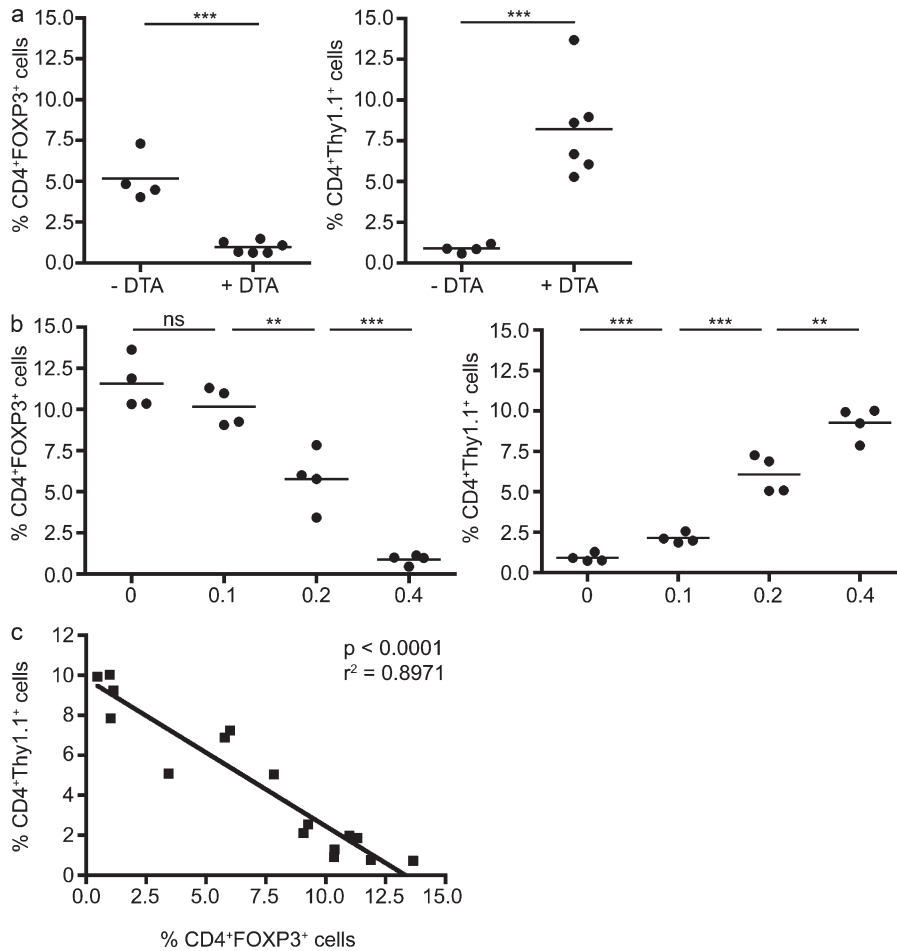 a
% CD4⁺FOXP3⁺ cells
15.0
12.5
10.0
7.5
5.0
2.5
0.0
***
- DTA + DTA
% CD4⁺Thy1.1⁺ cells
15.0
12.5
10.0
7.5
5.0
2.5
0.0
***
- DTA + DTA
b
% CD4⁺FOXP3⁺ cells
15.0
12.5
10.0
7.5
5.0
2.5
0.0
ns ** ***
0 0.1 0.2 0.4
% CD4⁺Thy1.1⁺ cells
15.0
12.5
10.0
7.5
5.0
2.5
0.0
*** *** **
0 0.1 0.2 0.4
c
% CD4⁺Thy1.1⁺ cells
12
10
8
6
4
2
0
p < 0.0001
r² = 0.8971
0.0 2.5 5.0 7.5 10.0 12.5 15.0
% CD4⁺FOXP3⁺ cells